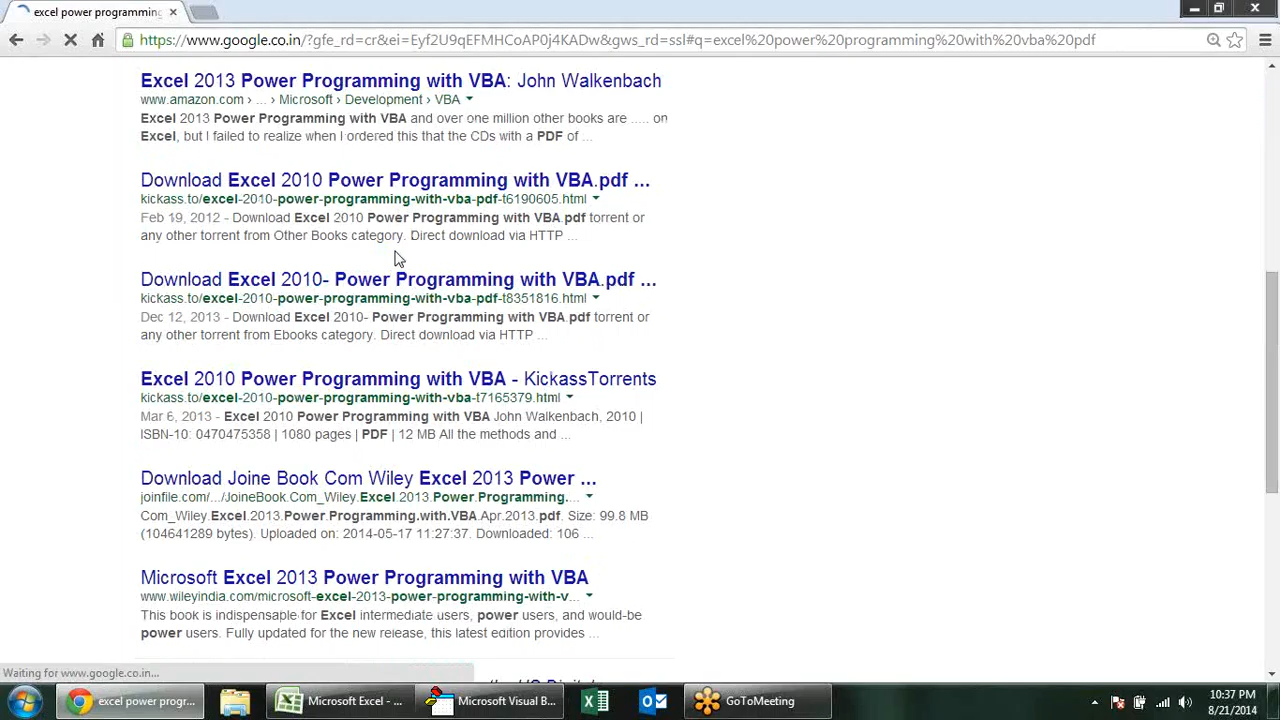 excel power programming
https://www.google.co.in/?gfe_rd=cr&ei=Eyf2U9qEFMHCoAP0j4KADw&gws_rd=ssl#q=excel%20power%20programming%20with%20vba%20pdf
Excel 2013 Power Programming with VBA: John Walkenbach
www.amazon.com › ... › Microsoft › Development › VBA
Excel 2013 Power Programming with VBA and over one million other books are ..... on
Excel, but I failed to realize when I ordered this that the CDs with a PDF of ...
Download Excel 2010 Power Programming with VBA.pdf ...
kickass.to/excel-2010-power-programming-with-vba-pdf-t6190605.html
Feb 19, 2012 - Download Excel 2010 Power Programming with VBA.pdf torrent or
any other torrent from Other Books category. Direct download via HTTP ...
Download Excel 2010- Power Programming with VBA.pdf ...
kickass.to/excel-2010-power-programming-with-vba-pdf-t8351816.html
Dec 12, 2013 - Download Excel 2010- Power Programming with VBA.pdf torrent or
any other torrent from Ebooks category. Direct download via HTTP ...
Excel 2010 Power Programming with VBA - KickassTorrents
kickass.to/excel-2010-power-programming-with-vba-t7165379.html
Mar 6, 2013 - Excel 2010 Power Programming with VBA John Walkenbach, 2010 |
ISBN-10: 0470475358 | 1080 pages | PDF | 12 MB All the methods and ...
Download Joine Book Com Wiley Excel 2013 Power ...
joinfile.com/.../JoineBook.Com_Wiley.Excel.2013.Power.Programming....
Com_Wiley.Excel.2013.Power.Programming.with.VBA.Apr.2013.pdf. Size: 99.8 MB
(104641289 bytes). Uploaded on: 2014-05-17 11:27:37. Downloaded: 106 ...
Microsoft Excel 2013 Power Programming with VBA
www.wileyindia.com/microsoft-excel-2013-power-programming-with-v...
This book is indispensable for Excel intermediate users, power users, and would-be
power users. Fully updated for the new release, this latest edition provides ...
Waiting for www.google.co.in...
excel power progr...
Microsoft Excel - ...
Microsoft Visual B...
GoToMeeting
10:37 PM
8/21/2014